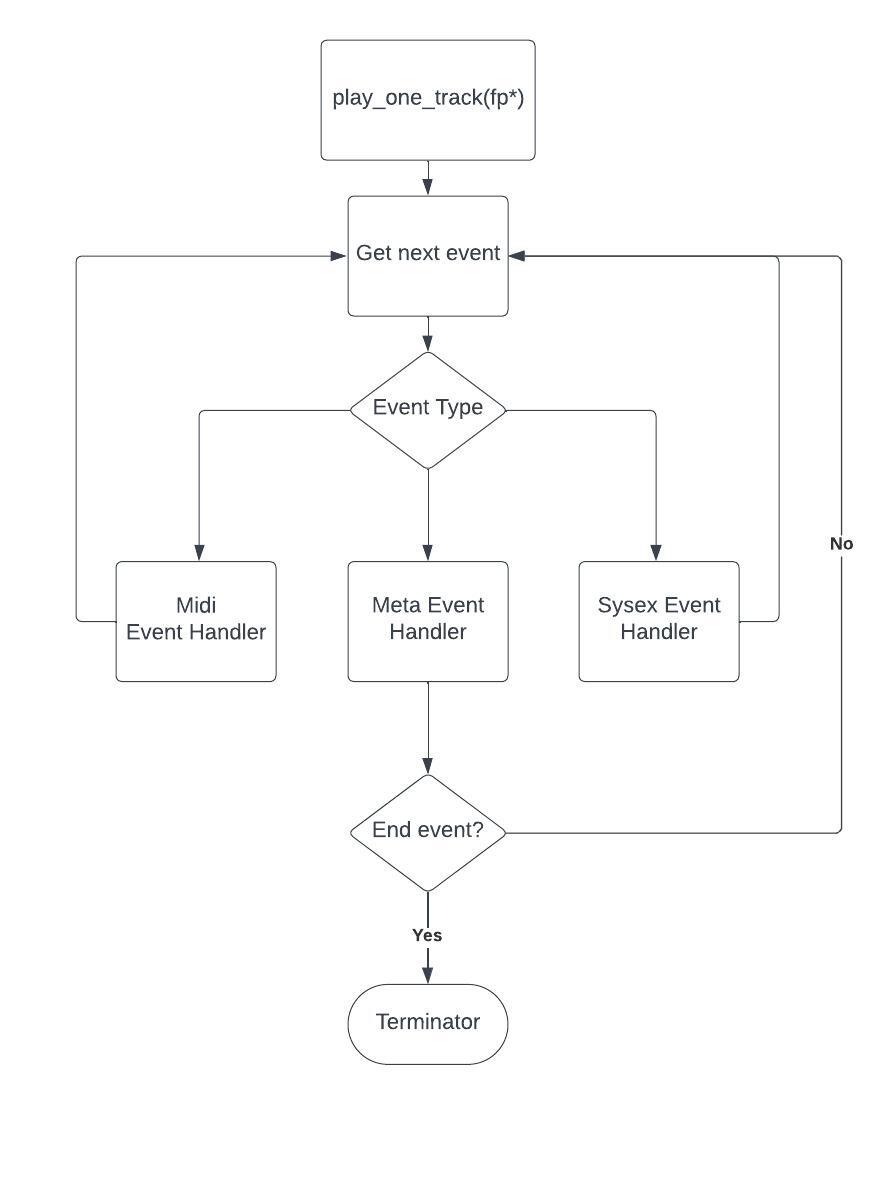 play_one_track(fp*)
Get next event
Event Type
No
Midi
Event Handler
Meta Event
Handler
Sysex Event
Handler
End event?
Yes
Terminator